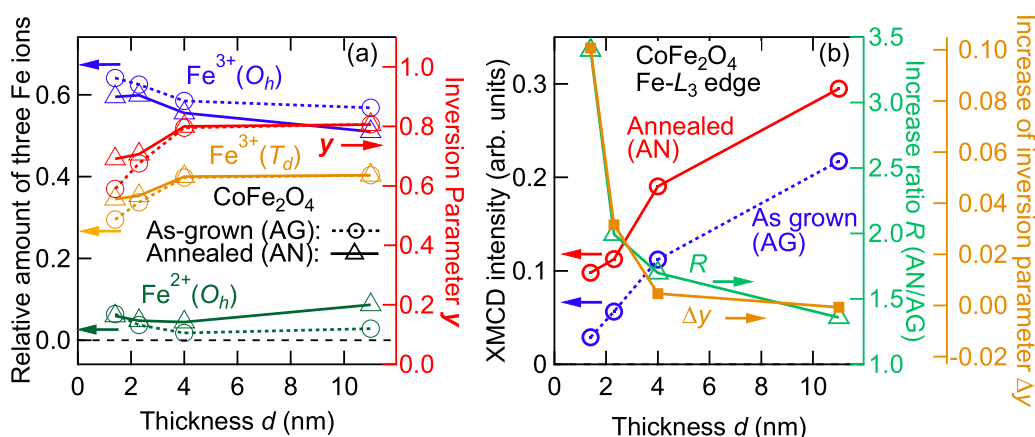 (a)
Fe³⁺(Oₕ)
Fe³⁺(T_d)
y
CoFe₂O₄
As-grown (AG):
Annealed (AN):
Fe²⁺(Oₕ)
Relative amount of three Fe ions
0.6
0.4
0.2
0.0
Inversion Parameter y
1.0
0.8
0.6
0.4
0.2
0.0
0 2 4 6 8 10
Thickness d (nm)
(b)
CoFe₂O₄
Fe-L₃ edge
Annealed
(AN)
As grown
(AG)
R
Δy
XMCD intensity (arb. units)
0.3
0.2
0.1
0
Increase ratio R (AN/AG)
3.5
3.0
2.5
2.0
1.5
1.0
Increase of inversion parameter Δy
0.10
0.08
0.06
0.04
0.02
0.00
-0.02
0 2 4 6 8 10
Thickness d (nm)